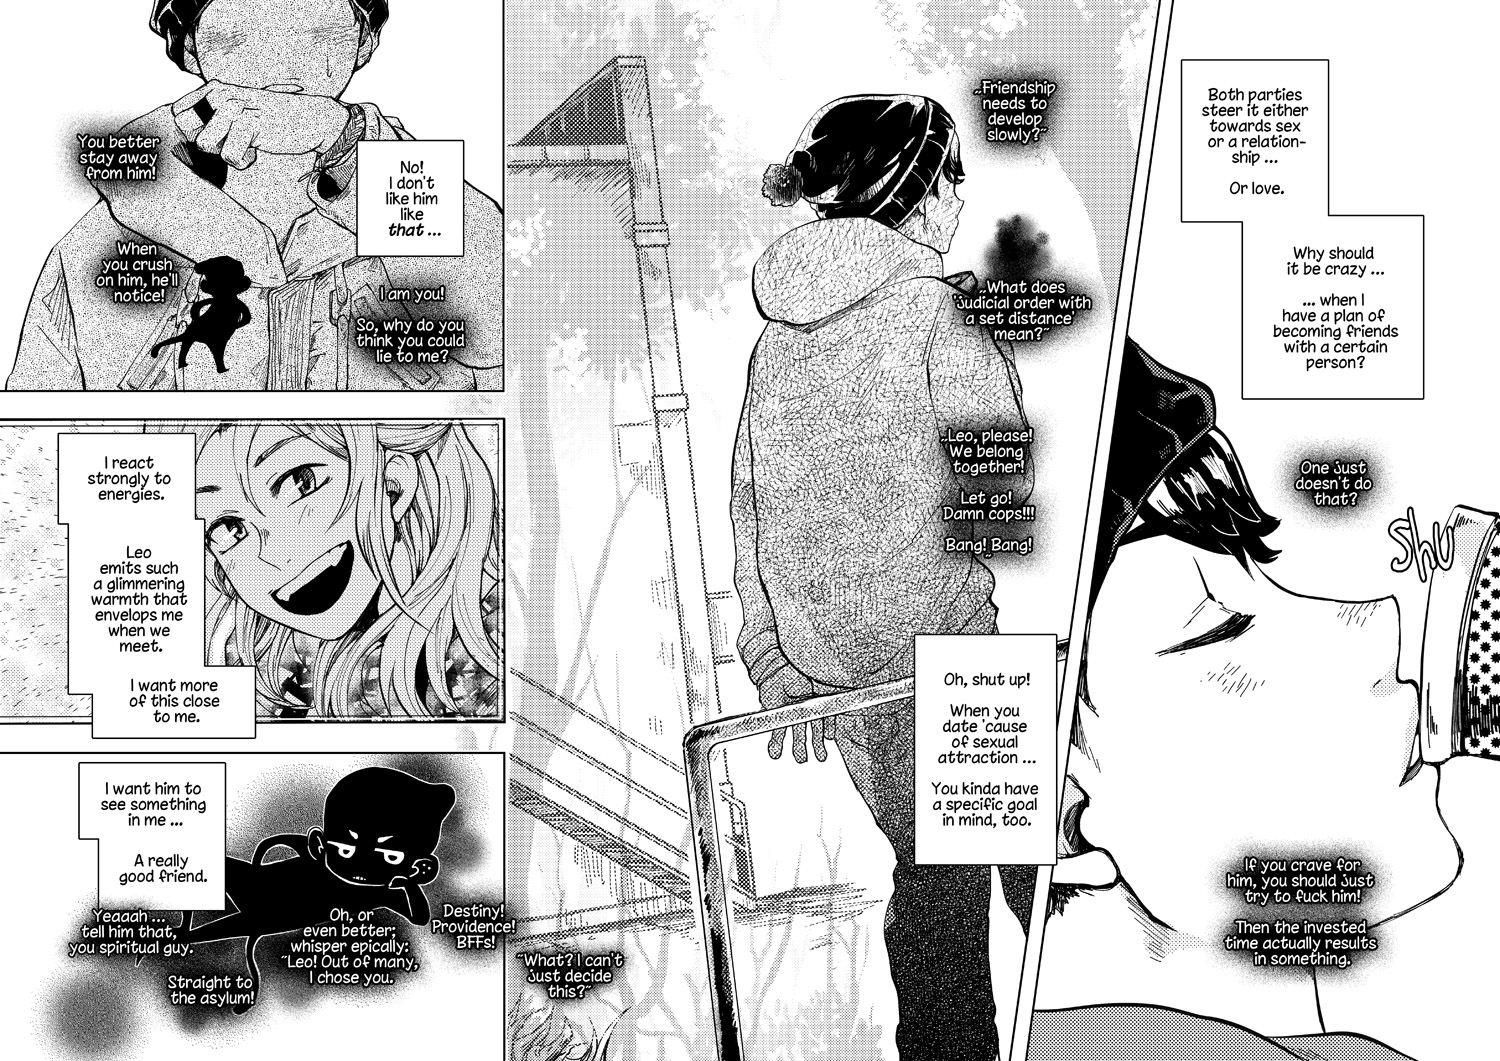 You better
stay away
from him!
No!
I don't
like him
like
that ...
When
you crush
on him, he'll
notice!
I am you!
So, why do you
think you could
lie to me?
I react
strongly to
energies.
Leo
emits such
a glimmering
warmth that
envelops me
when we
meet.
I want more
of this close
to me.
I want him to
see something
in me ...
A really
good friend.
Yeaaah ...
tell him that,
you spiritual guy.
Straight to
the asylum!
Oh, or
even better;
whisper epically:
"Leo! Out of many,
I chose you.
Destiny!
Providence!
BFFs!
"What? I can't
just decide
this?"
"Friendship
needs to
develop
slowly?"
"What does
'judicial order with
a set distance'
mean?"
"Leo, please!
We belong
together!
Let go!
Damn cops!!!
Bang! Bang!"
Oh, shut up!
When you
date 'cause
of sexual
attraction ...
You kinda have
a specific goal
in mind, too.
Both parties
steer it either
towards sex
or a relation-
ship ...
Or love.
Why should
it be crazy ...
... when I
have a plan of
becoming friends
with a certain
person?
One just
doesn't do
that?
shu
If you crave for
him, you should just
try to fuck him!
Then the invested
time actually results
in something.